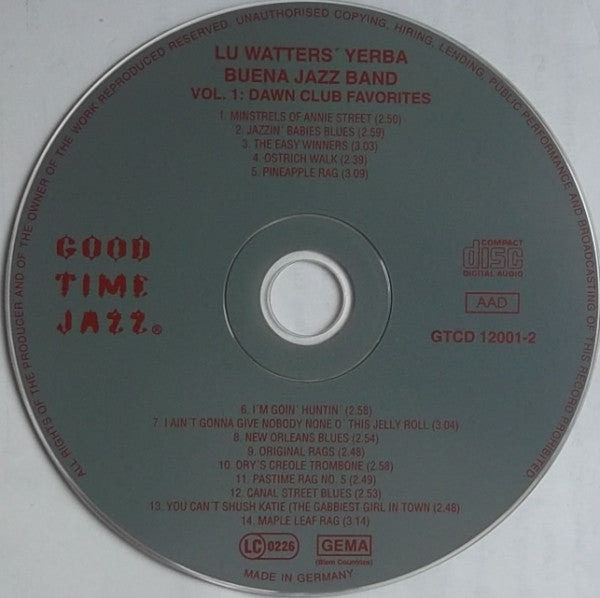 ALL RIGHTS OF THE PRODUCER AND OF THE OWNER OF THE WORK REPRODUCED RESERVED. UNAUTHORISED COPYING, HIRING, LENDING, PUBLIC PERFORMANCE AND BROADCASTING OF THIS RECORD PROHIBITED.
LU WATTERS´ YERBA
BUENA JAZZ BAND
VOL. 1: DAWN CLUB FAVORITES
1. MINSTRELS OF ANNIE STREET (2.50)
2. JAZZIN´ BABIES BLUES (2.59)
3. THE EASY WINNERS (3.03)
4. OSTRICH WALK (2.39)
5. PINEAPPLE RAG (3.09)
GOOD
TIME
JAZZ®
COMPACT
disc
DIGITAL AUDIO
AAD
GTCD 12001-2
6. I´M GOIN´ HUNTIN´ (2.58)
7. I AIN´T GONNA GIVE NOBODY NONE O´ THIS JELLY ROLL (3.04)
8. NEW ORLEANS BLUES (2.54)
9. ORIGINAL RAGS (2.48)
10. ORY´S CREOLE TROMBONE (2.58)
11. PASTIME RAG NO. 5 (2.49)
12. CANAL STREET BLUES (2.53)
13. YOU CAN´T SHUSH KATIE (THE GABBIEST GIRL IN TOWN (2.48)
14. MAPLE LEAF RAG (3.14)
LC 0226
GEMA
(Biem Countries)
MADE IN GERMANY